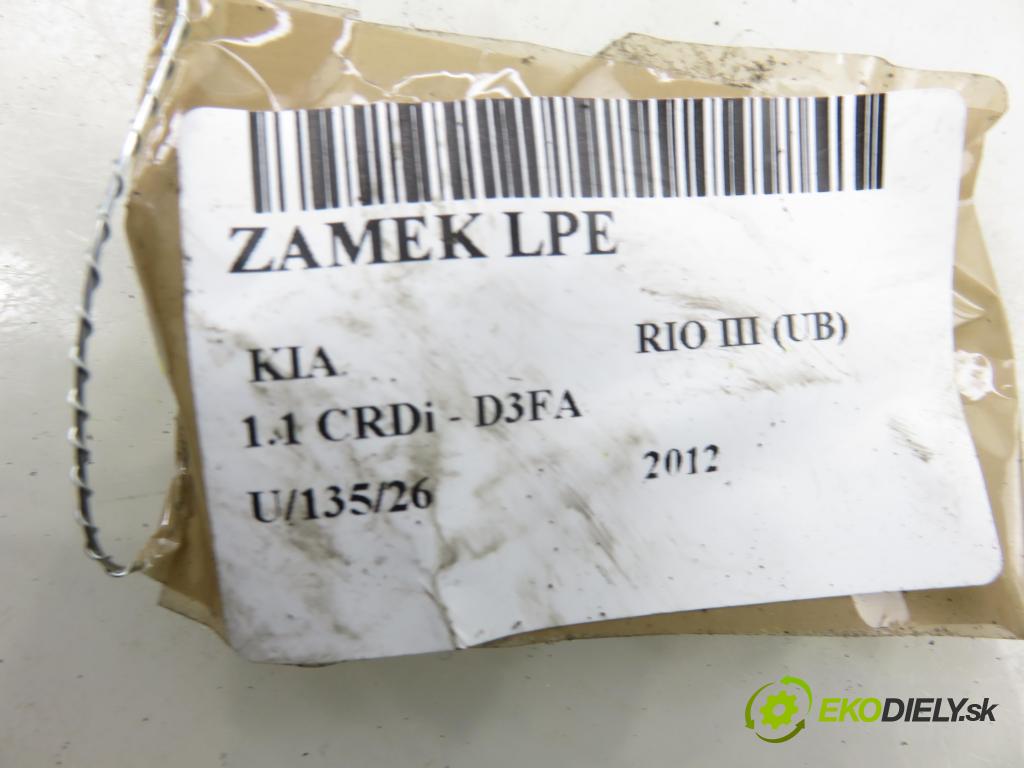 ZAMEK LPE
KIA RIO III (UB)
1.1 CRDi - D3FA
U/135/26 2012
EKODIELY.sk